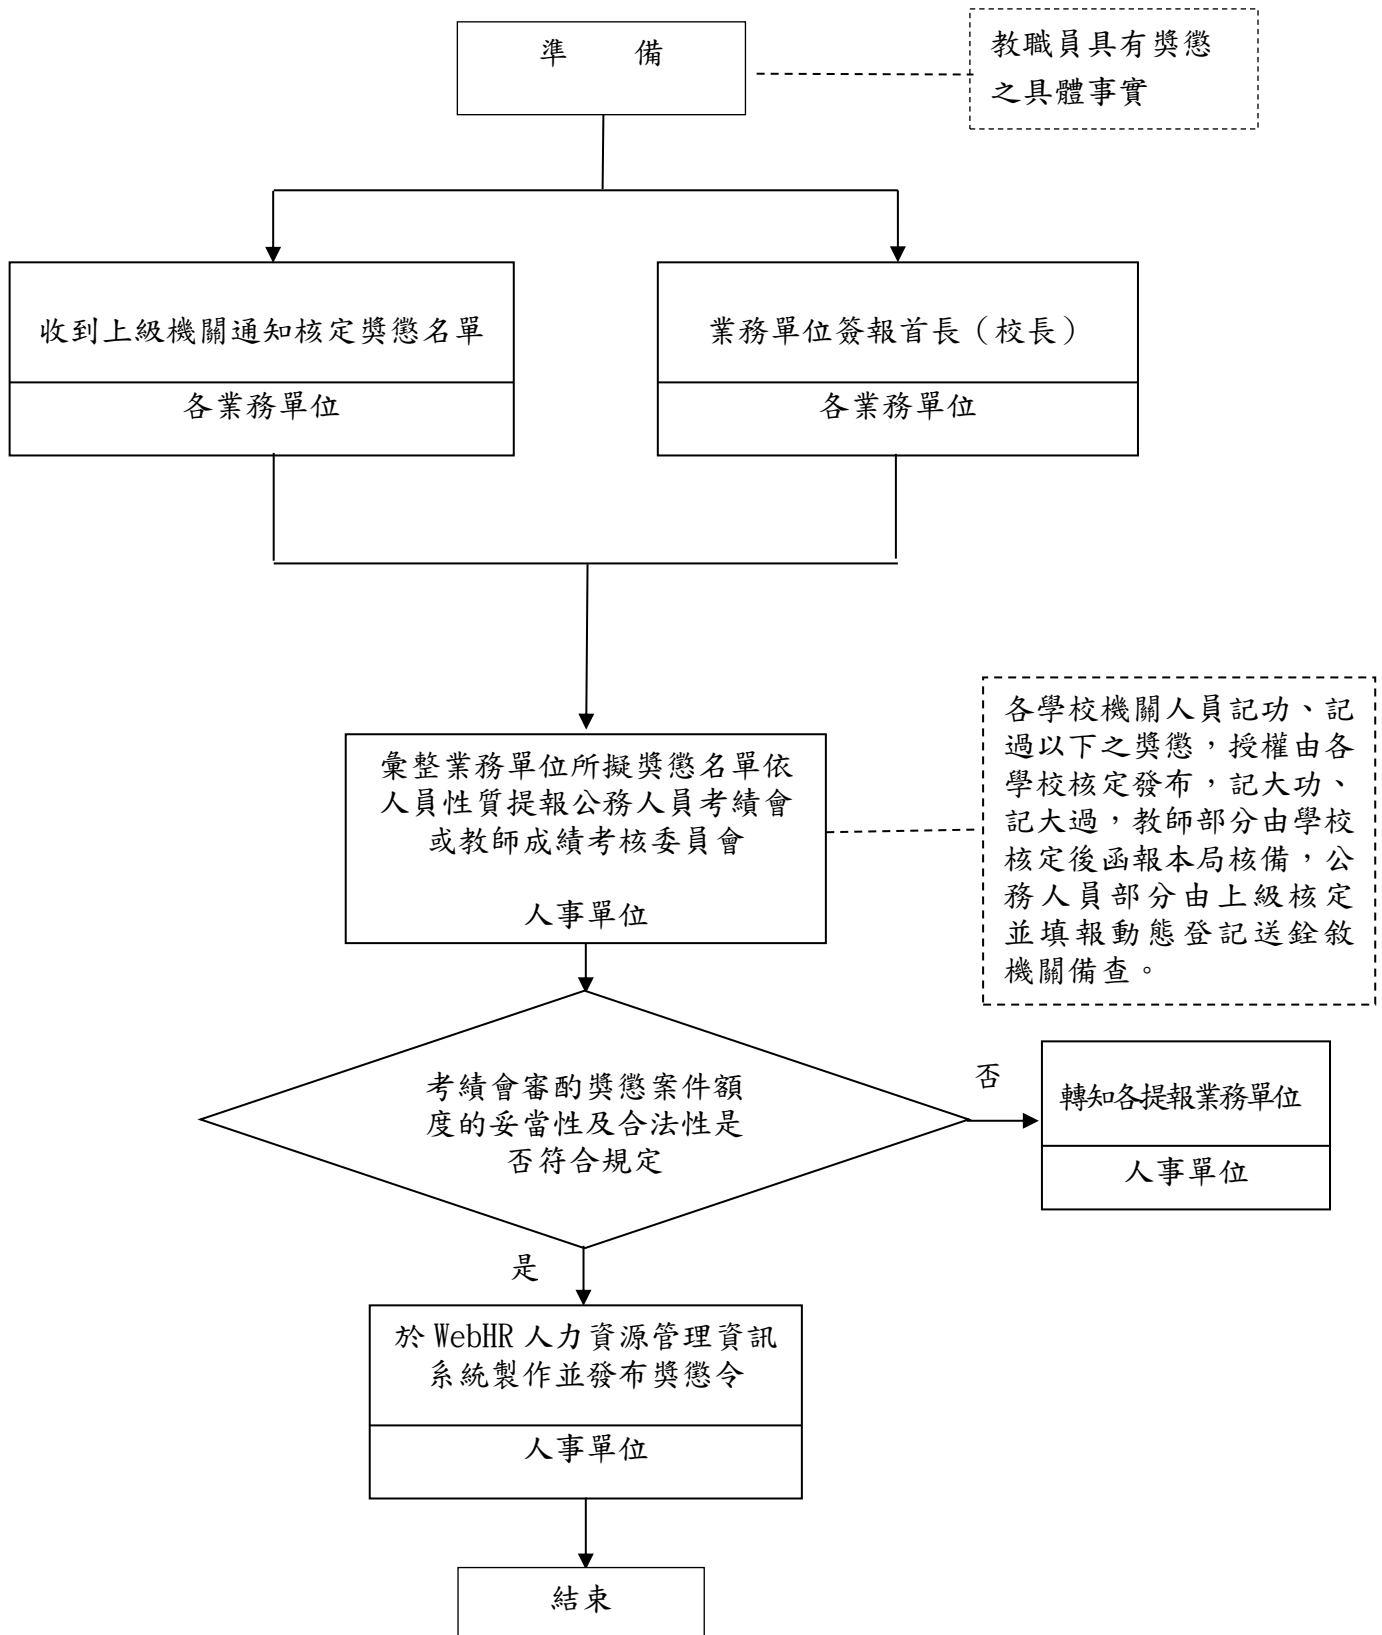 準　　備
教職員具有獎懲
之具體事實
收到上級機關通知核定獎懲名單
各業務單位
業務單位簽報首長（校長）
各業務單位
彙整業務單位所擬獎懲名單依
人員性質提報公務人員考績會
或教師成績考核委員會
人事單位
各學校機關人員記功、記
過以下之獎懲，授權由各
學校核定發布，記大功、
記大過，教師部分由學校
核定後函報本局核備，公
務人員部分由上級核定
並填報動態登記送銓敘
機關備查。
考績會審酌獎懲案件額
度的妥當性及合法性是
否符合規定
否
轉知各提報業務單位
人事單位
是
於 WebHR 人力資源管理資訊
系統製作並發布獎懲令
人事單位
結束